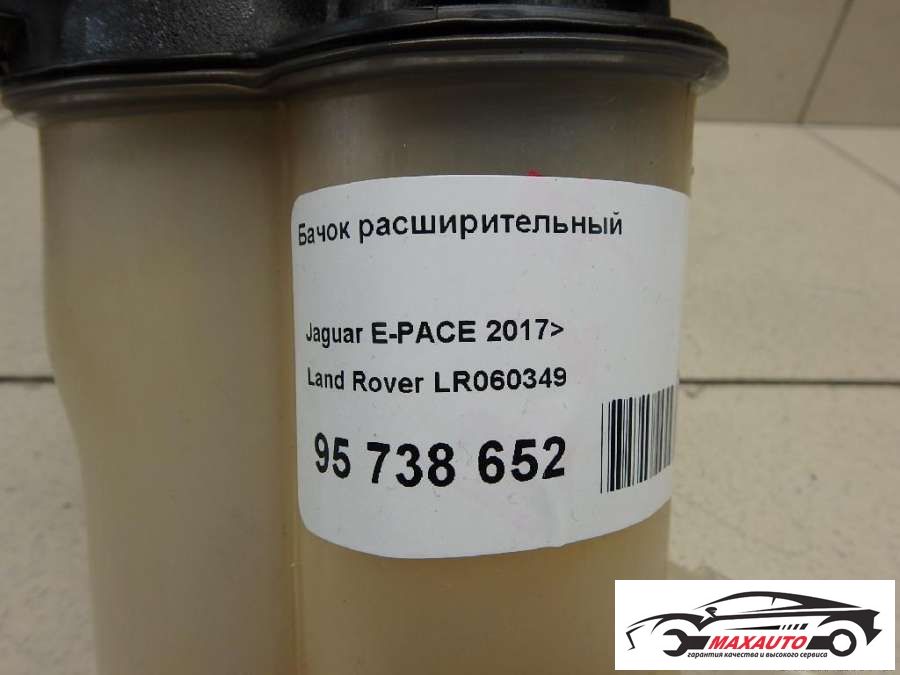 Бачок расширительный
Jaguar E-PACE 2017>
Land Rover LR060349
95 738 652
MAXAUTO
гарантия качества и высокого сервиса